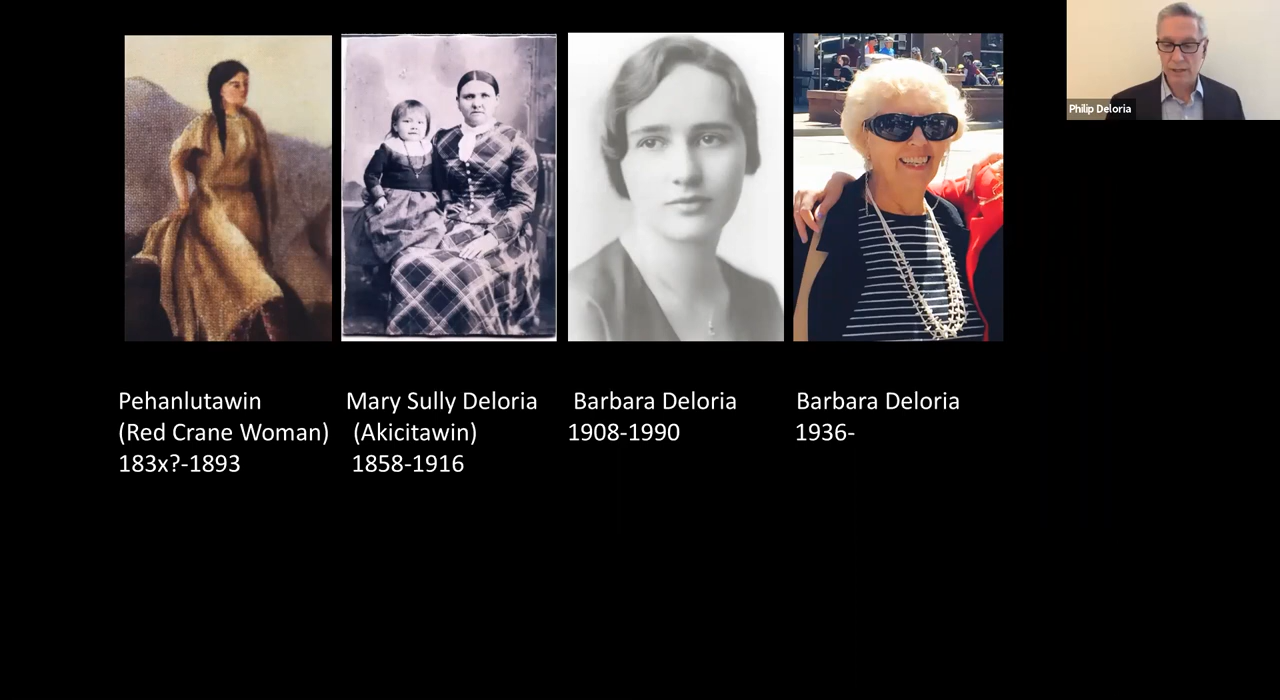 Philip Deloria
Pehanlutawin
(Red Crane Woman)
183x?-1893
Mary Sully Deloria
(Akicitawin)
1858-1916
Barbara Deloria
1908-1990
Barbara Deloria
1936-